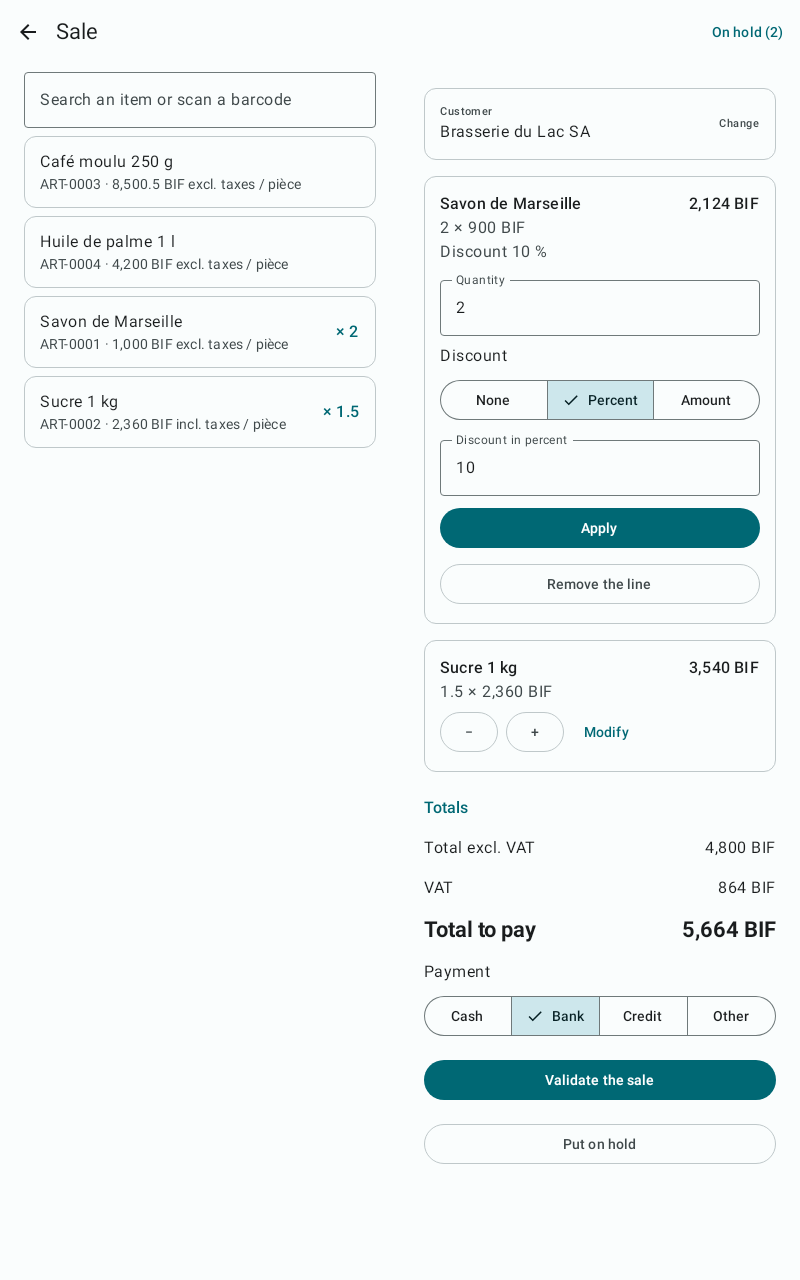 Sale
On hold (2)
Search an item or scan a barcode
Café moulu 250 g
ART-0003 · 8,500.5 BIF excl. taxes / pièce
Huile de palme 1 l
ART-0004 · 4,200 BIF excl. taxes / pièce
Savon de Marseille
ART-0001 · 1,000 BIF excl. taxes / pièce
× 2
Sucre 1 kg
ART-0002 · 2,360 BIF incl. taxes / pièce
× 1.5
Customer
Brasserie du Lac SA
Change
Savon de Marseille 2,124 BIF
2 × 900 BIF
Discount 10 %
Quantity
2
Discount
None Percent Amount
Discount in percent
10
Apply
Remove the line
Sucre 1 kg 3,540 BIF
1.5 × 2,360 BIF
− + Modify
Totals
Total excl. VAT 4,800 BIF
VAT 864 BIF
Total to pay 5,664 BIF
Payment
Cash Bank Credit Other
Validate the sale
Put on hold